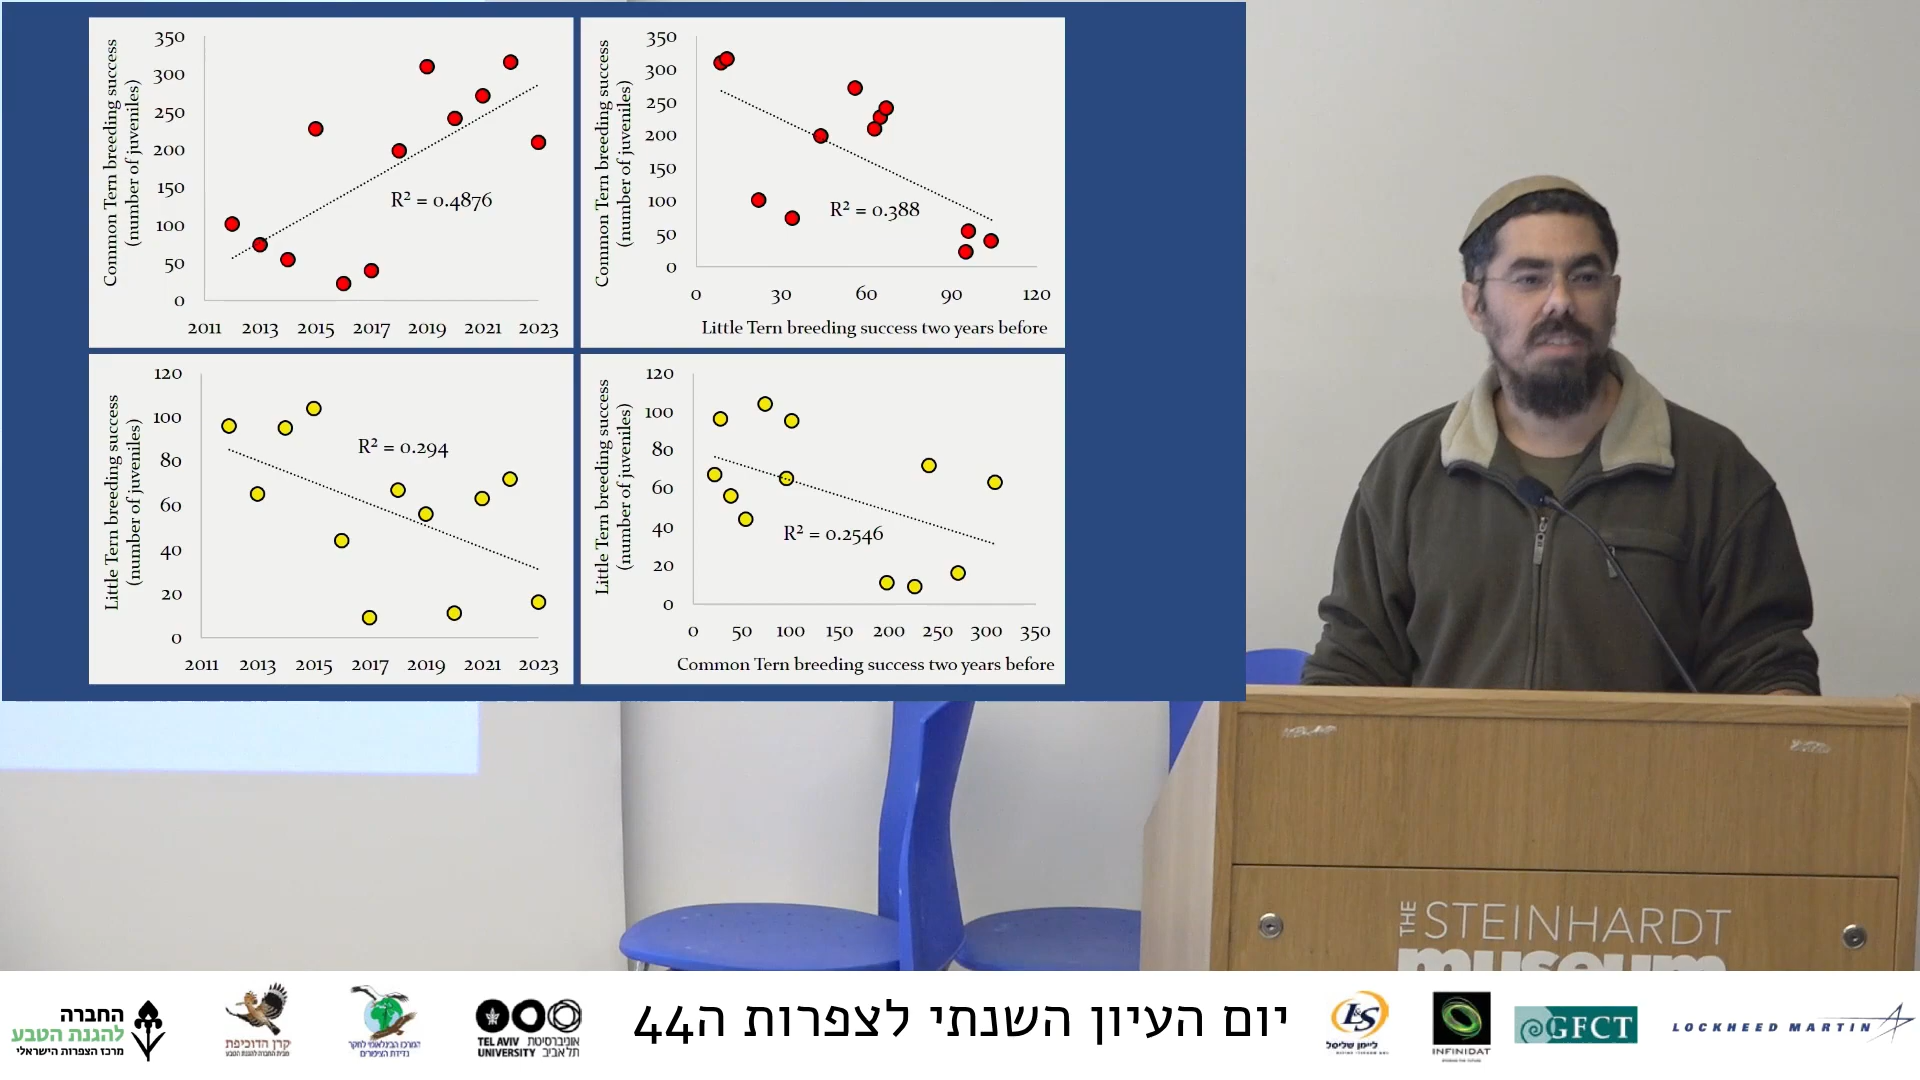 Common Tern breeding success
(number of juveniles)
350
300
250
200
150
100
50
0
R² = 0.4876
2011 2013 2015 2017 2019 2021 2023
Common Tern breeding success
(number of juveniles)
350
300
250
200
150
100
50
0
R² = 0.388
0 30 60 90 120
Little Tern breeding success two years before
Little Tern breeding success
(number of juveniles)
120
100
80
60
40
20
0
R² = 0.294
2011 2013 2015 2017 2019 2021 2023
Little Tern breeding success
(number of juveniles)
120
100
80
60
40
20
0
R² = 0.2546
0 50 100 150 200 250 300 350
Common Tern breeding success two years before
THE STEINHARDT
museum
החברה
להגנת הטבע
מרכז הצפרות הישראלי
קרן הדוכיפת
המרכז הבינלאומי לחקר
נדידת הציפורים
TEL AVIV
UNIVERSITY
אוניברסיטת
תל אביב
יום העיון השנתי לצפרות ה44
L&S
ליימן שליסל
INFINIDAT
GFCT
LOCKHEED MARTIN